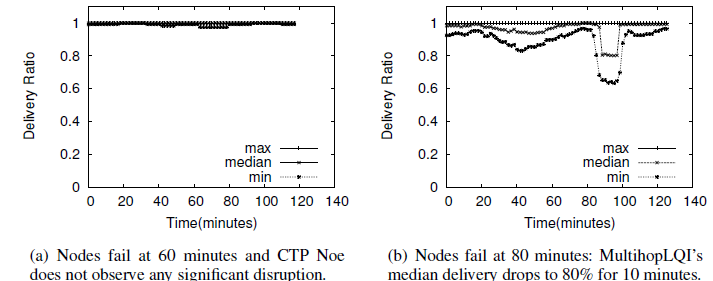 1
0.8
0.6
0.4
0.2
0
Delivery Ratio
max
median
min
0 20 40 60 80 100 120 140
Time(minutes)
(a) Nodes fail at 60 minutes and CTP Noe
does not observe any significant disruption.
1
0.8
0.6
0.4
0.2
0
Delivery Ratio
max
median
min
0 20 40 60 80 100 120 140
Time(minutes)
(b) Nodes fail at 80 minutes: MultihopLQI's
median delivery drops to 80% for 10 minutes.